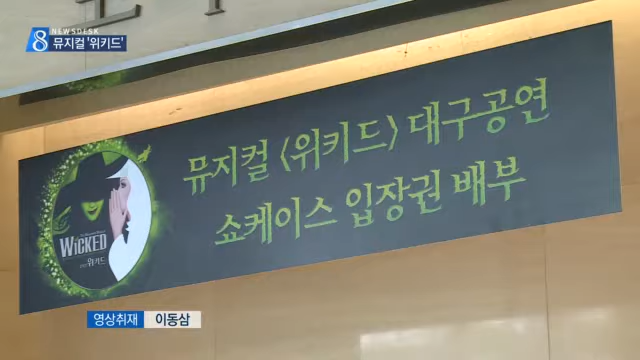 8 NEWSDESK
뮤지컬 '위키드'
뮤지컬 〈위키드〉 대구공연
쇼케이스 입장권 배부
WICKED
위키드
영상취재 이동삼